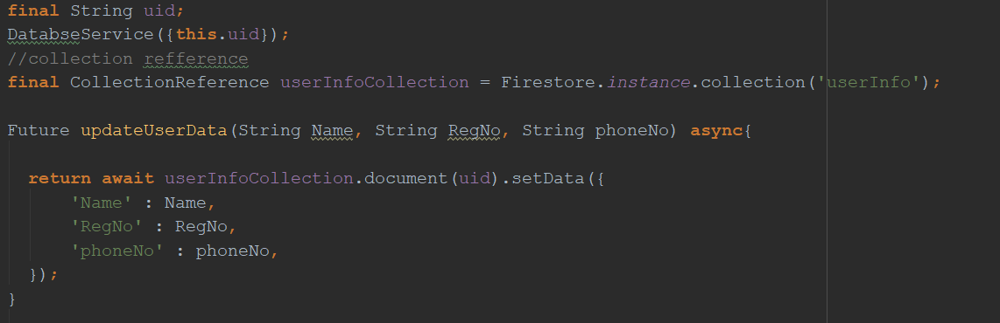 final String uid;
DatabseService({this.uid});
//collection refference
final CollectionReference userInfoCollection = Firestore.instance.collection('userInfo');
Future updateUserData(String Name, String RegNo, String phoneNo) async{
return await userInfoCollection.document(uid).setData({
'Name' : Name,
'RegNo' : RegNo,
'phoneNo' : phoneNo,
});
}